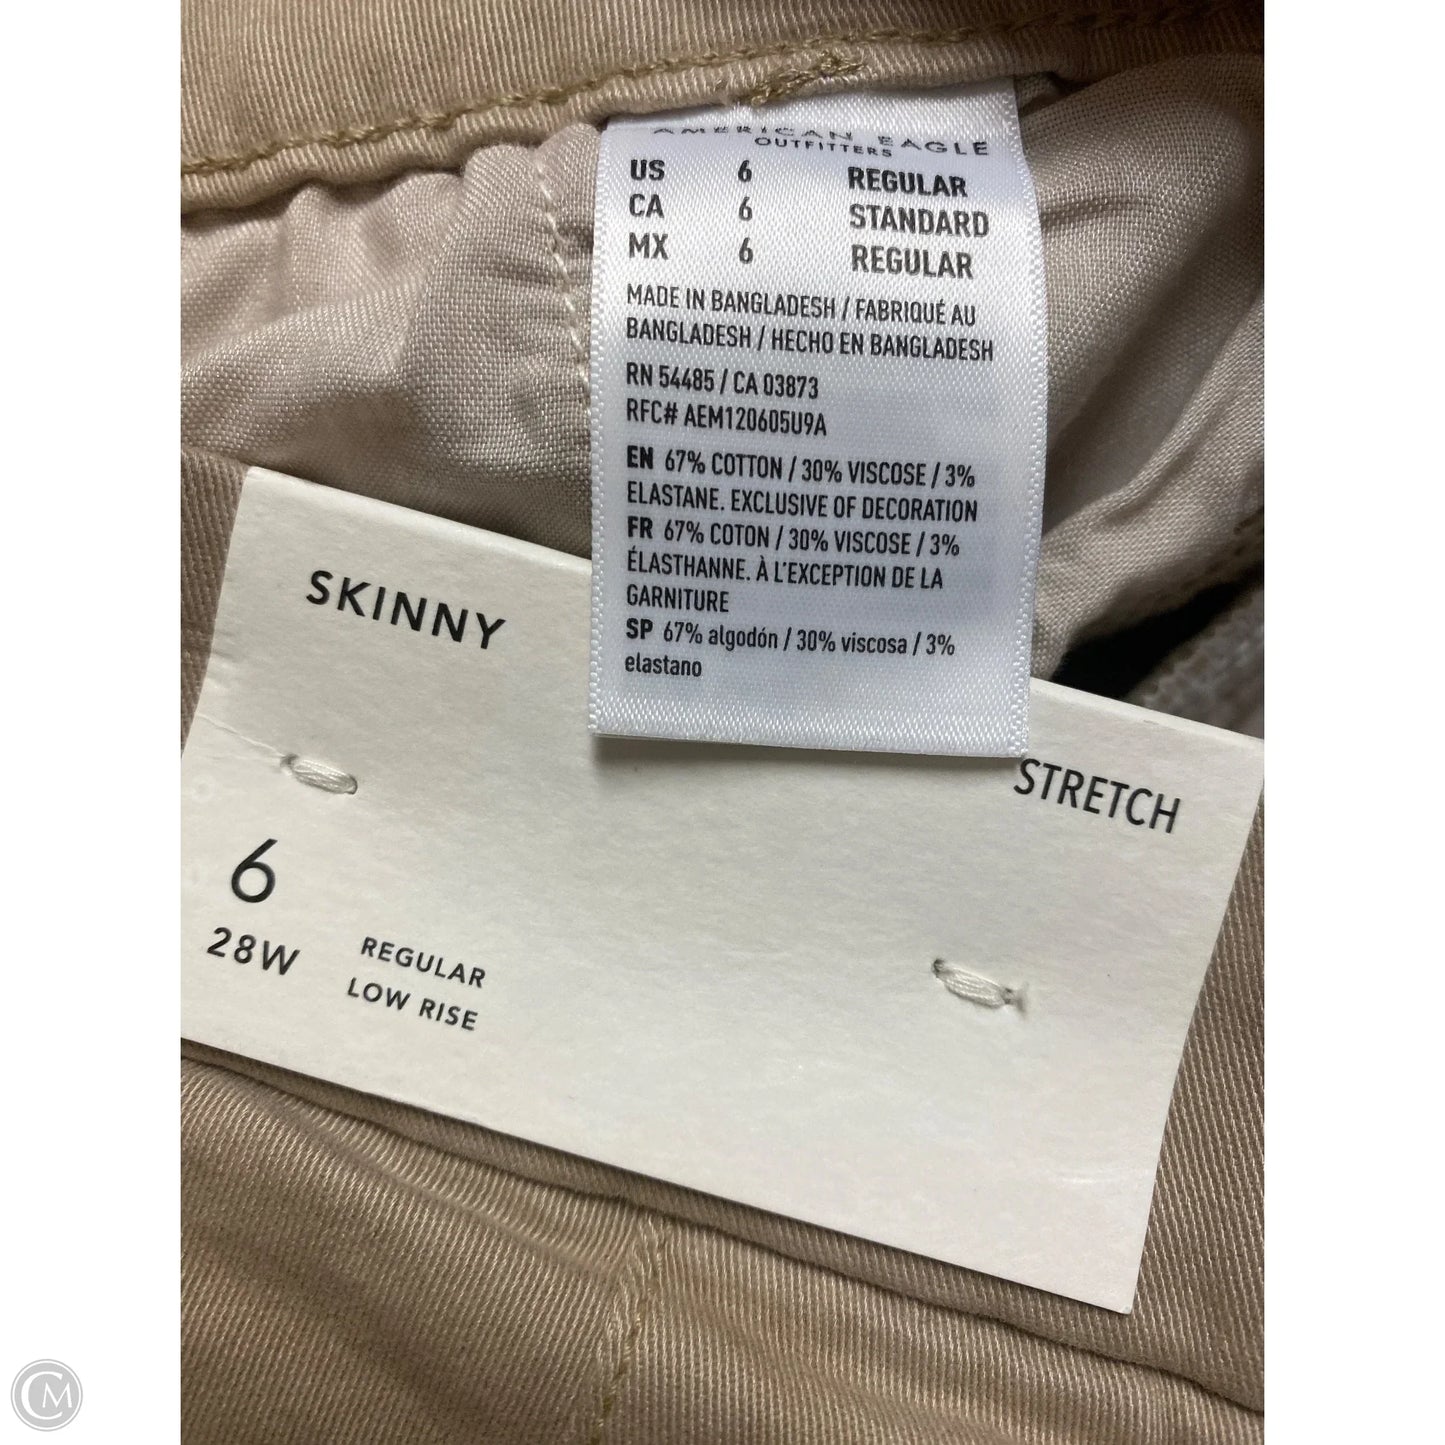 AMERICAN EAGLE
OUTFITTERS
US 6 REGULAR
CA 6 STANDARD
MX 6 REGULAR
MADE IN BANGLADESH / FABRIQUÉ AU
BANGLADESH / HECHO EN BANGLADESH
RN 54485 / CA 03873
RFC# AEM120605U9A
EN 67% COTTON / 30% VISCOSE / 3%
ELASTANE. EXCLUSIVE OF DECORATION
FR 67% COTON / 30% VISCOSE / 3%
ÉLASTHANNE. À L'EXCEPTION DE LA
GARNITURE
SP 67% algodón / 30% viscosa / 3%
elastano
SKINNY
STRETCH
6
28W
REGULAR
LOW RISE
CM